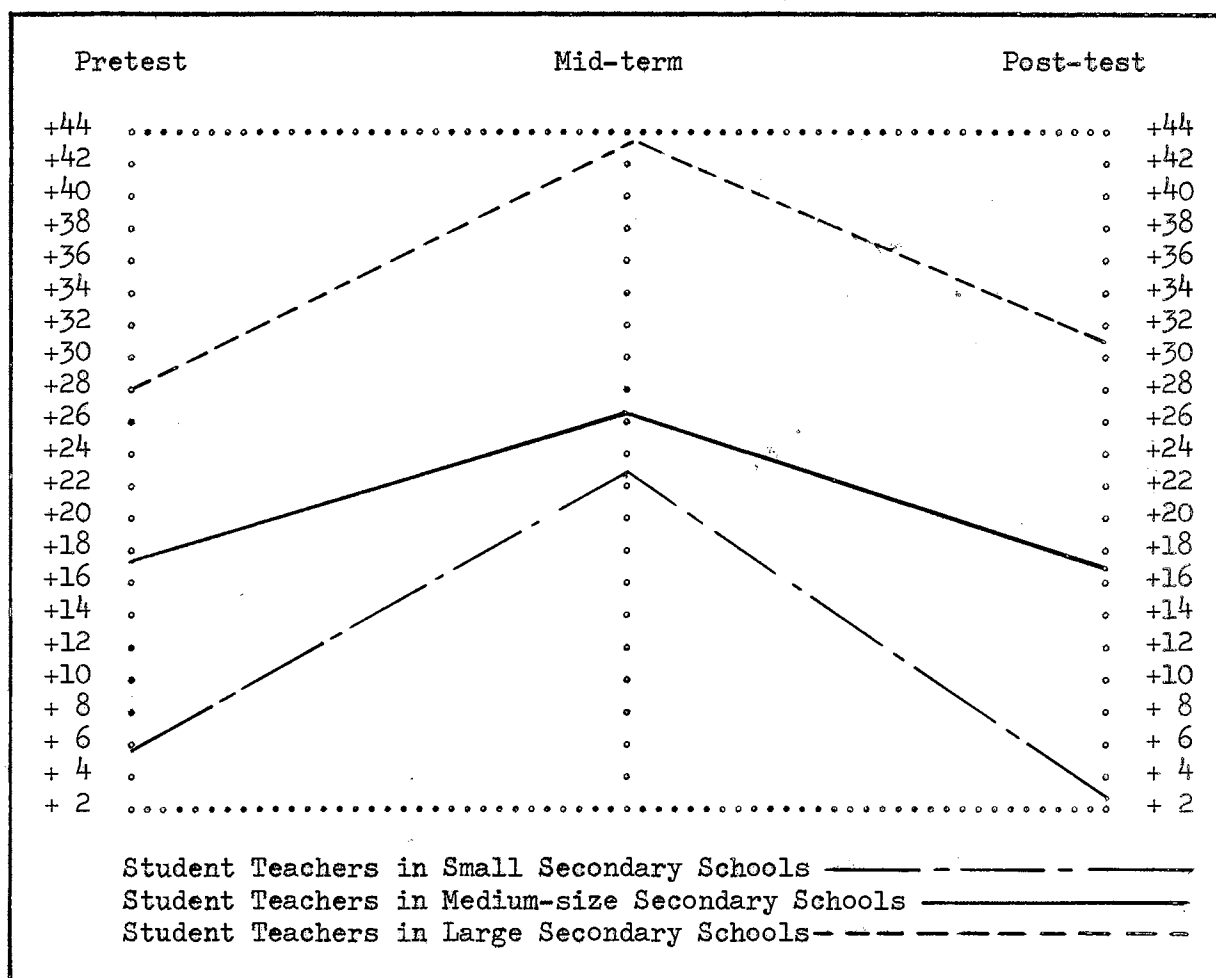 Pretest Mid-term Post-test
+44 +44
+42 +42
+40 +40
+38 +38
+36 +36
+34 +34
+32 +32
+30 +30
+28 +28
+26 +26
+24 +24
+22 +22
+20 +20
+18 +18
+16 +16
+14 +14
+12 +12
+10 +10
+ 8 + 8
+ 6 + 6
+ 4 + 4
+ 2 + 2
Student Teachers in Small Secondary Schools
Student Teachers in Medium-size Secondary Schools
Student Teachers in Large Secondary Schools